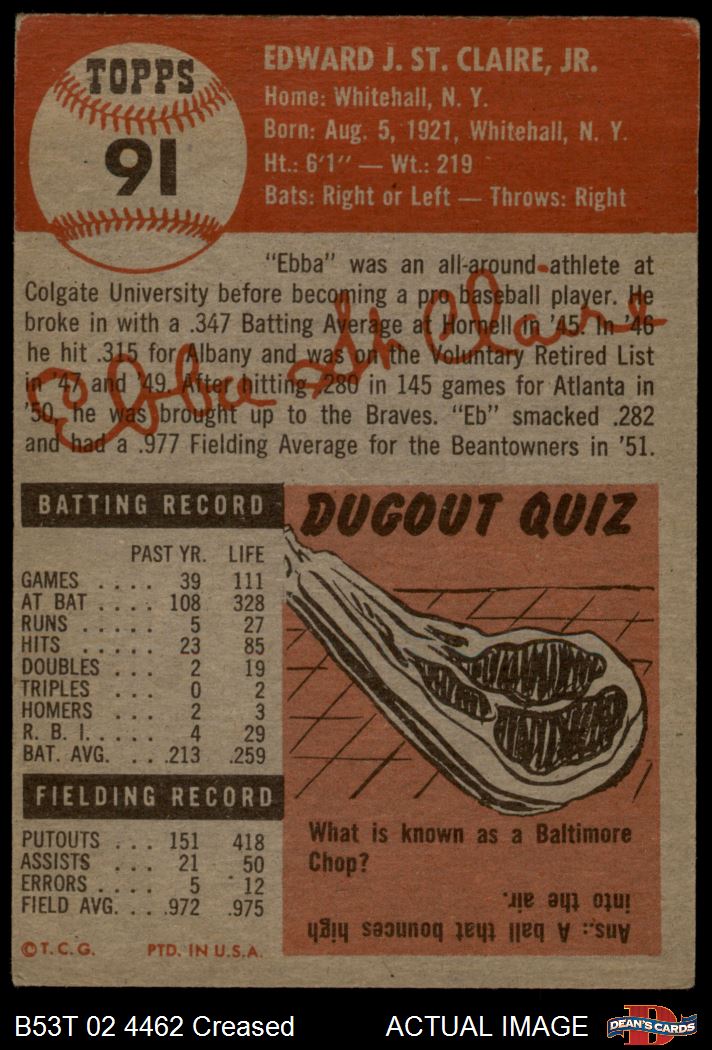 TOPPS
91
EDWARD J. ST. CLAIRE, JR.
Home: Whitehall, N. Y.
Born: Aug. 5, 1921, Whitehall, N. Y.
Ht.: 6'1" — Wt.: 219
Bats: Right or Left — Throws: Right
"Ebba" was an all-around athlete at
Colgate University before becoming a pro baseball player. He
broke in with a .347 Batting Average at Hornell in '45. In '46
he hit .315 for Albany and was on the Voluntary Retired List
in '47 and '49. After hitting .280 in 145 games for Atlanta in
'50, he was brought up to the Braves. "Eb" smacked .282
and had a .977 Fielding Average for the Beantowners in '51.
Ebba St. Claire
BATTING RECORD
PAST YR. LIFE
GAMES .... 39 111
AT BAT .... 108 328
RUNS ..... 5 27
HITS ..... 23 85
DOUBLES ... 2 19
TRIPLES ... 0 2
HOMERS ... 2 3
R. B. I. .... 4 29
BAT. AVG. ... .213 .259
FIELDING RECORD
PUTOUTS ... 151 418
ASSISTS ... 21 50
ERRORS .... 5 12
FIELD AVG. ... .972 .975
© T. C. G. PTD. IN U. S. A.
DUGOUT QUIZ
What is known as a Baltimore
Chop?
Ans.: A ball that bounces high
into the air.
B53T 02 4462 Creased ACTUAL IMAGE
D
DEAN'S CARDS